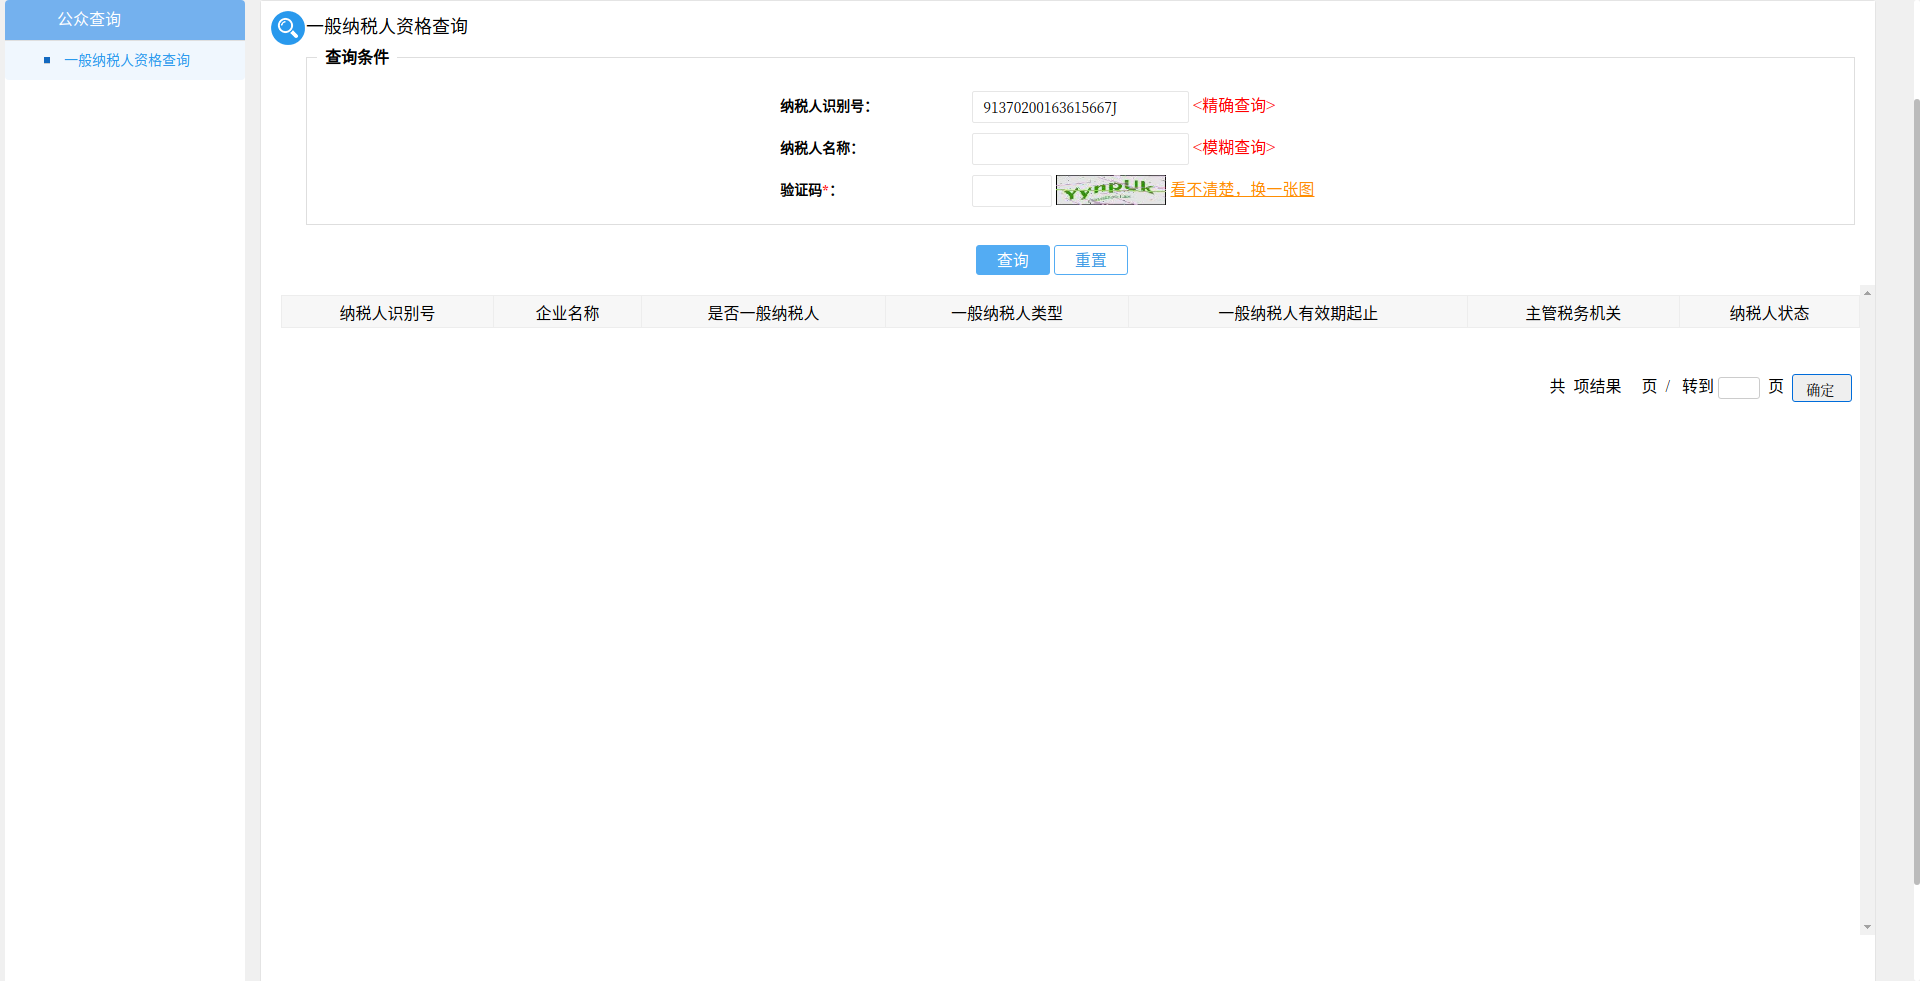 公众查询
一般纳税人资格查询
一般纳税人资格查询
查询条件
纳税人识别号：
91370200163615667J
<精确查询>
纳税人名称：
<模糊查询>
验证码*：
看不清楚，换一张图
查询
重置
纳税人识别号 企业名称 是否一般纳税人 一般纳税人类型 一般纳税人有效期起止 主管税务机关 纳税人状态
共 项结果 页 / 转到 页 确定